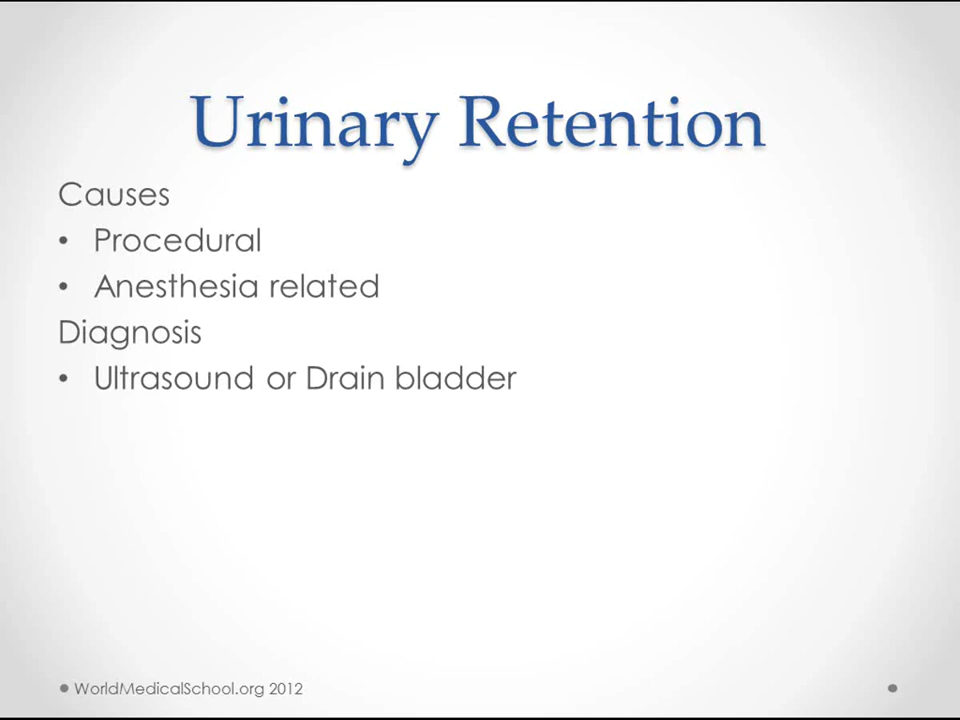 Urinary Retention
Causes
• Procedural
• Anesthesia related
Diagnosis
• Ultrasound or Drain bladder
WorldMedicalSchool.org 2012